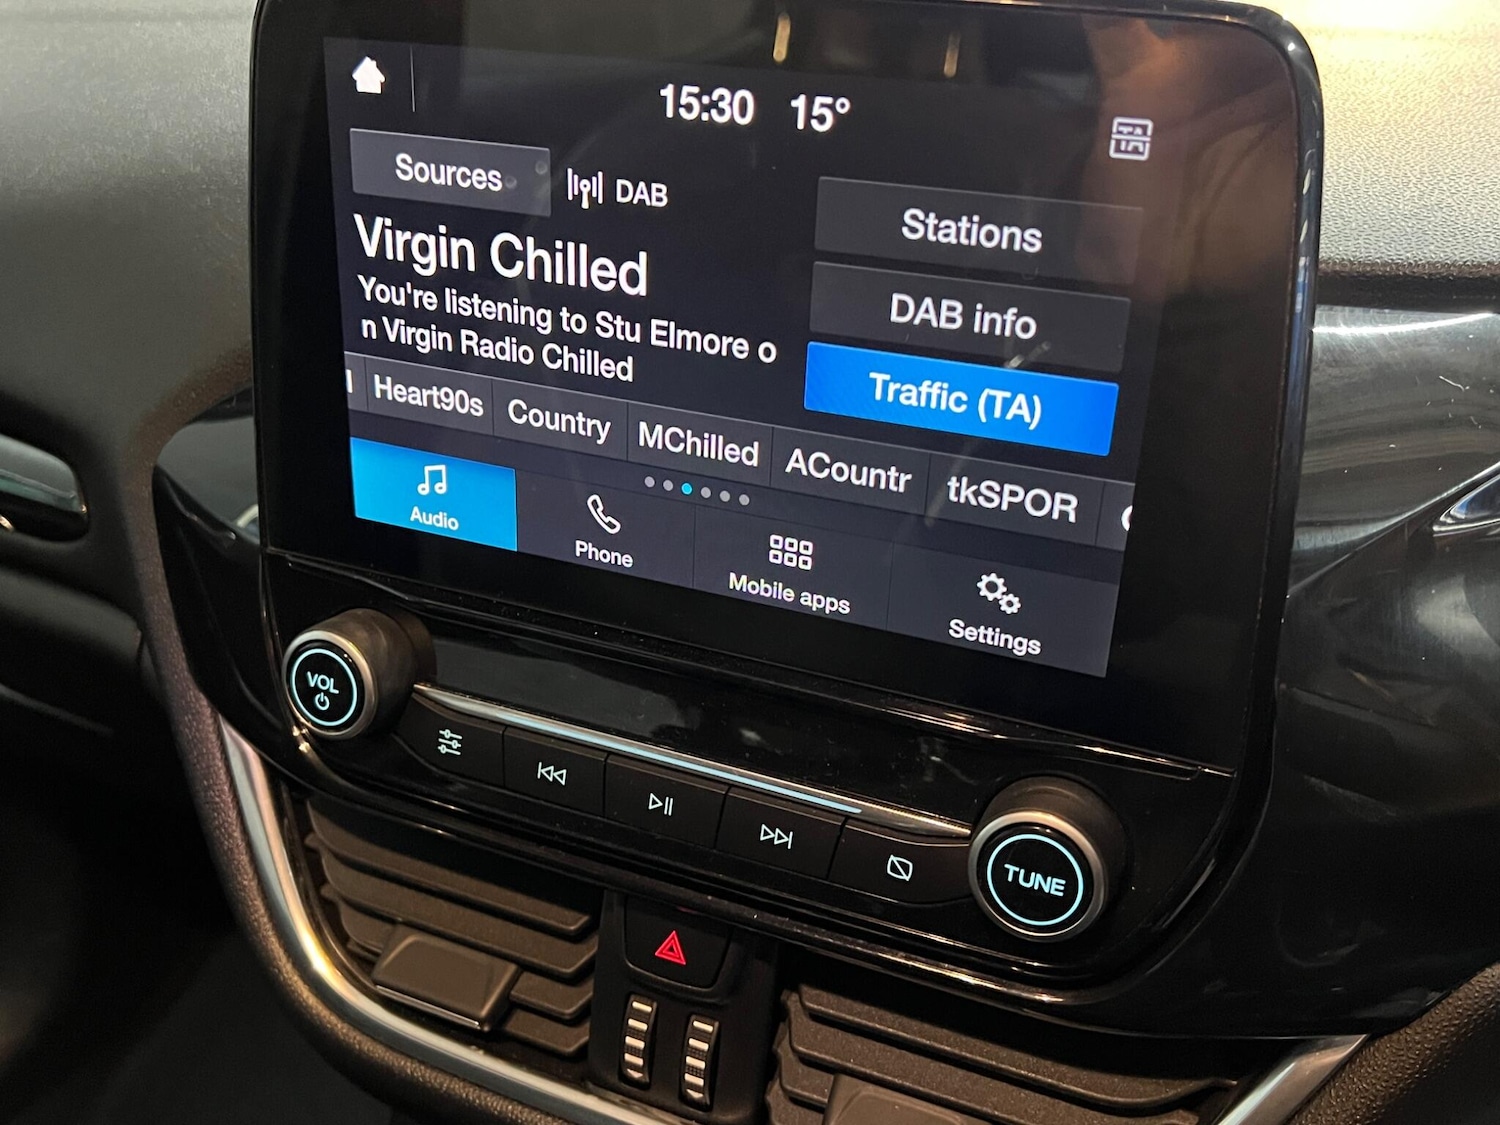 15:30 15°
Sources
DAB
Virgin Chilled
You're listening to Stu Elmore o
n Virgin Radio Chilled
Stations
DAB info
Traffic (TA)
Heart90s
Country
MChilled
ACountr
tkSPOR
Audio
Phone
Mobile apps
Settings
VOL
TUNE